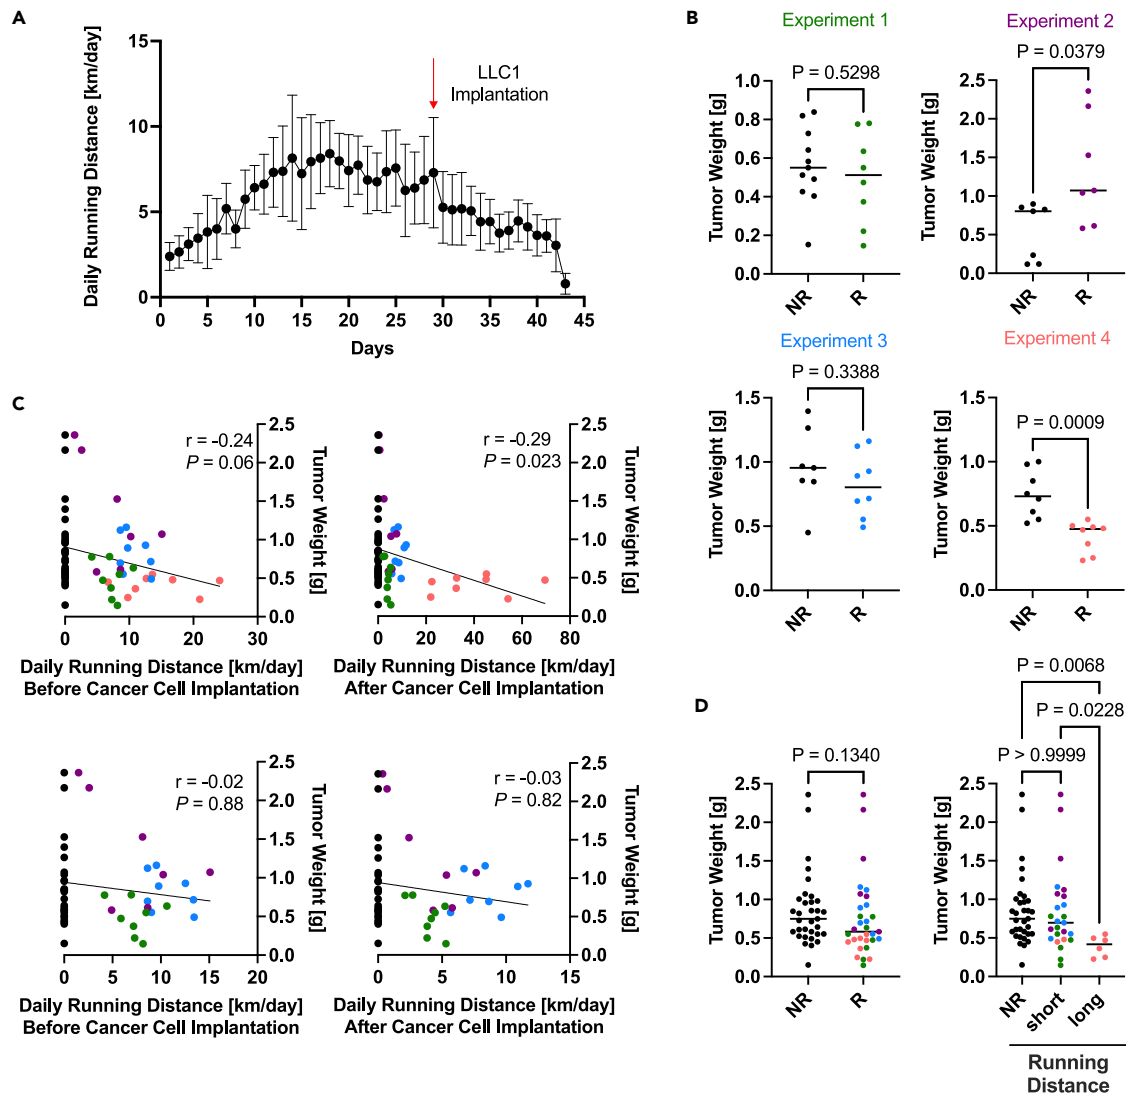 A
Daily Running Distance [km/day]
15
10
5
0
LLC1
Implantation
0 5 10 15 20 25 30 35 40 45
Days
B
Experiment 1
P = 0.5298
Tumor Weight [g]
1.0
0.8
0.6
0.4
0.2
0.0
NR R
Experiment 2
P = 0.0379
Tumor Weight [g]
2.5
2.0
1.5
1.0
0.5
0.0
NR R
Experiment 3
P = 0.3388
Tumor Weight [g]
1.5
1.0
0.5
0.0
NR R
Experiment 4
P = 0.0009
Tumor Weight [g]
1.5
1.0
0.5
0.0
NR R
C
r = -0.24
P = 0.06
2.5
2.0
1.5
1.0
0.5
0.0
Tumor Weight [g]
0 10 20 30
Daily Running Distance [km/day]
Before Cancer Cell Implantation
r = -0.29
P = 0.023
2.5
2.0
1.5
1.0
0.5
0.0
Tumor Weight [g]
0 20 40 60 80
Daily Running Distance [km/day]
After Cancer Cell Implantation
r = -0.02
P = 0.88
2.5
2.0
1.5
1.0
0.5
0.0
Tumor Weight [g]
0 5 10 15 20
Daily Running Distance [km/day]
Before Cancer Cell Implantation
r = -0.03
P = 0.82
2.5
2.0
1.5
1.0
0.5
0.0
Tumor Weight [g]
0 5 10 15
Daily Running Distance [km/day]
After Cancer Cell Implantation
D
P = 0.1340
Tumor Weight [g]
2.5
2.0
1.5
1.0
0.5
0.0
NR R
P = 0.0068
P = 0.0228
P > 0.9999
Tumor Weight [g]
2.5
2.0
1.5
1.0
0.5
0.0
NR short long
Running
Distance